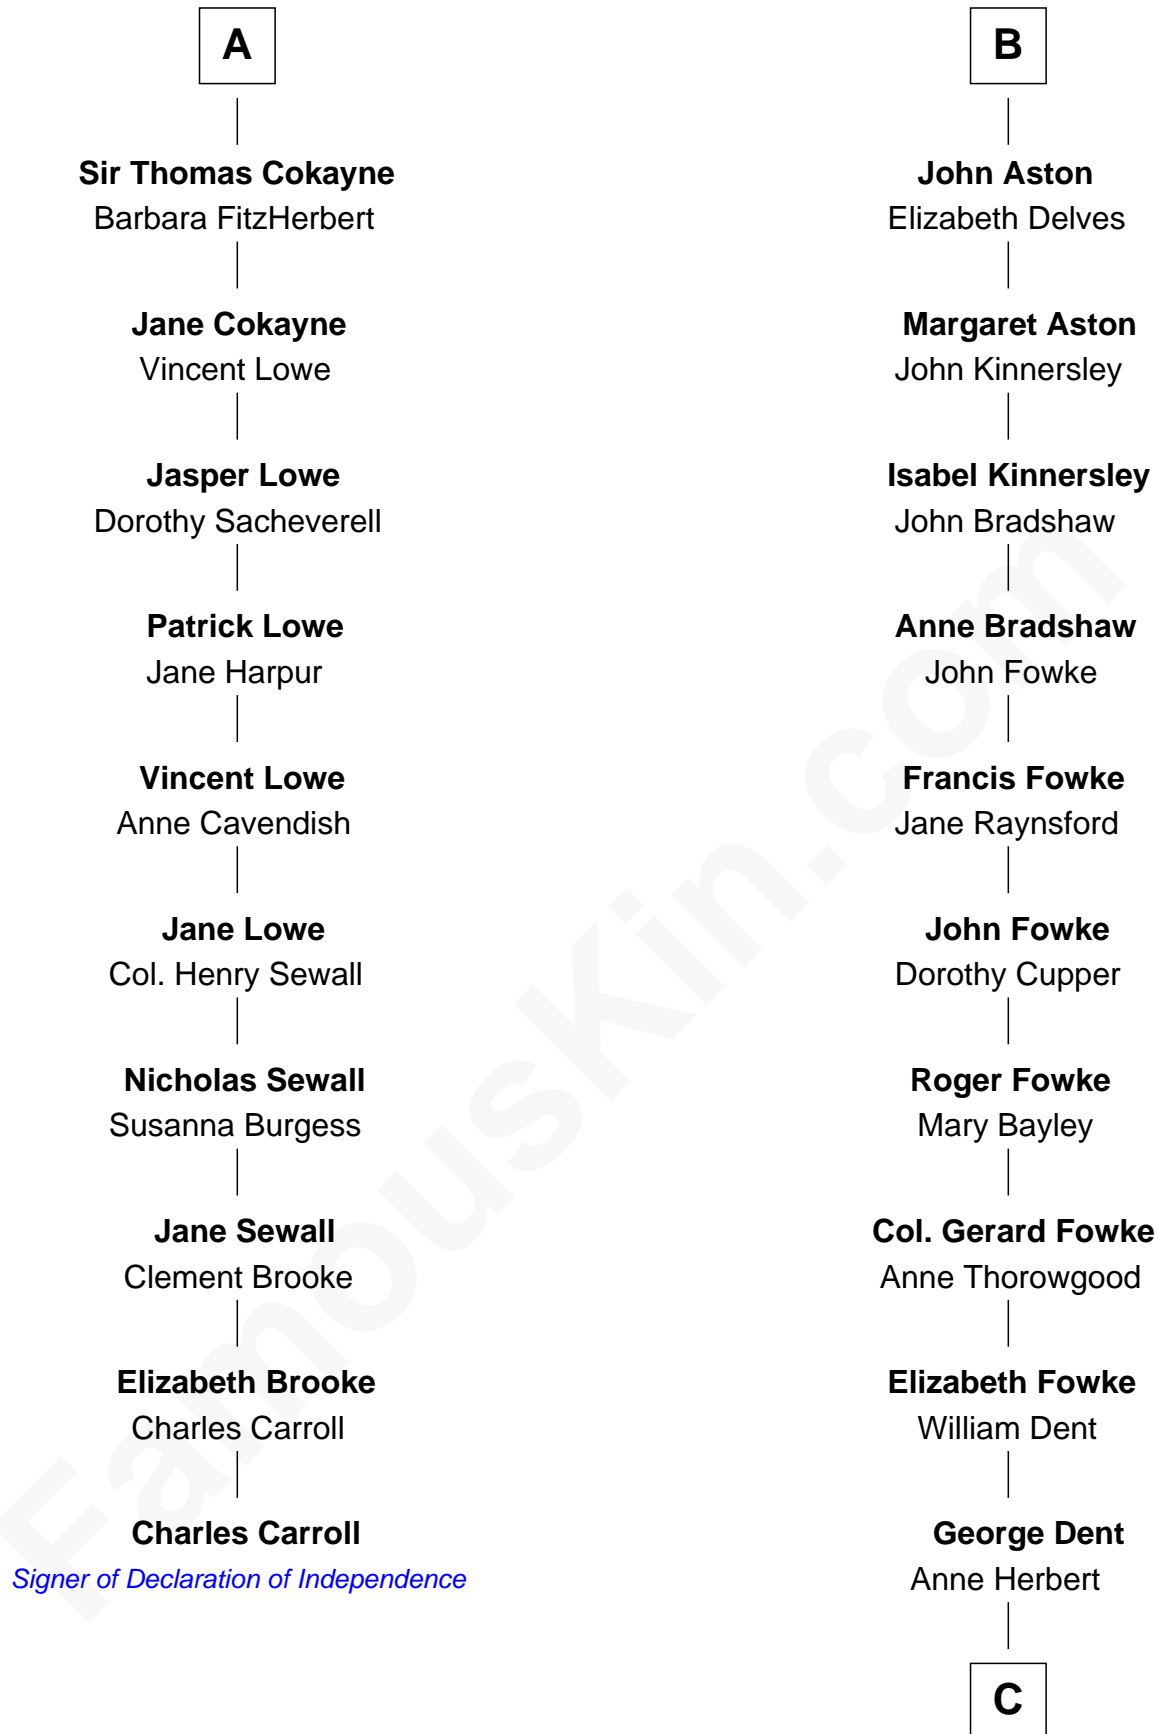 A
Sir Thomas Cokayne
Barbara FitzHerbert
Jane Cokayne
Vincent Lowe
Jasper Lowe
Dorothy Sacheverell
Patrick Lowe
Jane Harpur
Vincent Lowe
Anne Cavendish
Jane Lowe
Col. Henry Sewall
Nicholas Sewall
Susanna Burgess
Jane Sewall
Clement Brooke
Elizabeth Brooke
Charles Carroll
Charles Carroll
Signer of Declaration of Independence
B
John Aston
Elizabeth Delves
Margaret Aston
John Kinnersley
Isabel Kinnersley
John Bradshaw
Anne Bradshaw
John Fowke
Francis Fowke
Jane Raynsford
John Fowke
Dorothy Cupper
Roger Fowke
Mary Bayley
Col. Gerard Fowke
Anne Thorowgood
Elizabeth Fowke
William Dent
George Dent
Anne Herbert
C
FamousKin.com